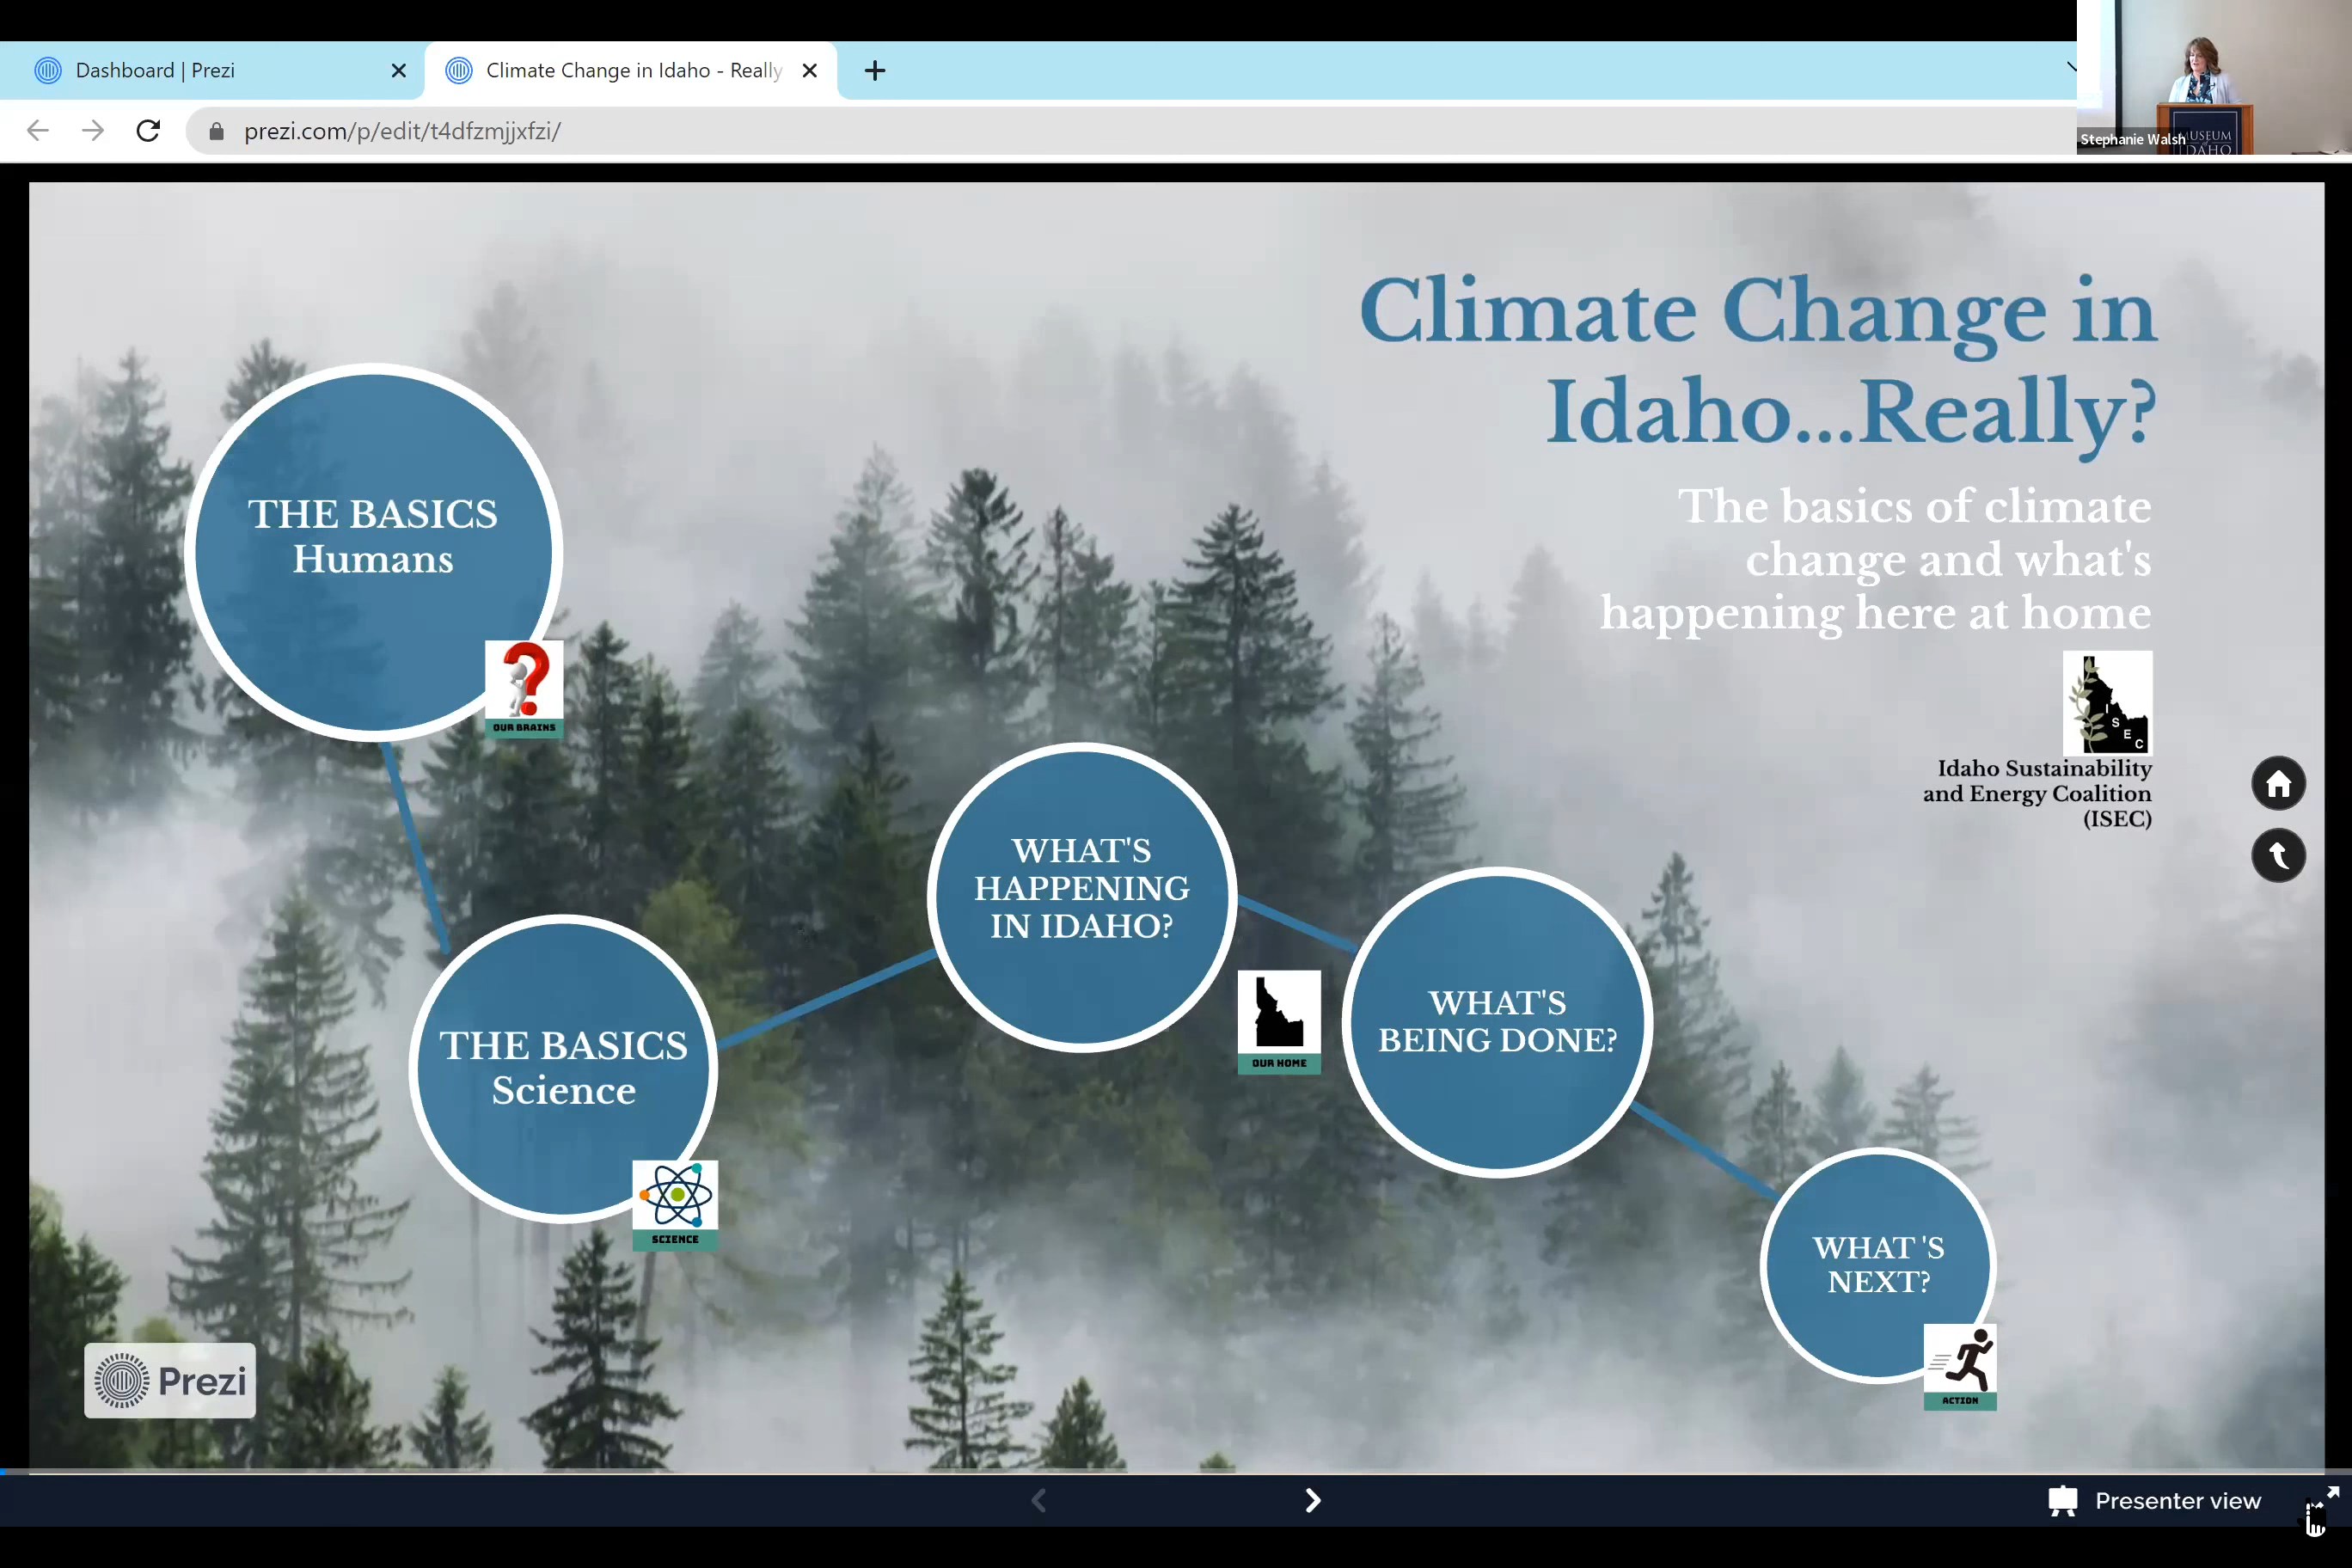 Dashboard | Prezi
Climate Change in Idaho - Really
prezi.com/p/edit/t4dfzmjjxfzi/
Stephanie Walsh
MUSEUM
IDAHO
Climate Change in
Idaho...Really?
The basics of climate
change and what's
happening here at home
I
S
E
C
Idaho Sustainability
and Energy Coalition
(ISEC)
THE BASICS
Humans
OUR BRAINS
THE BASICS
Science
SCIENCE
WHAT'S
HAPPENING
IN IDAHO?
OUR HOME
WHAT'S
BEING DONE?
WHAT 'S
NEXT?
ACTION
Prezi
Presenter view